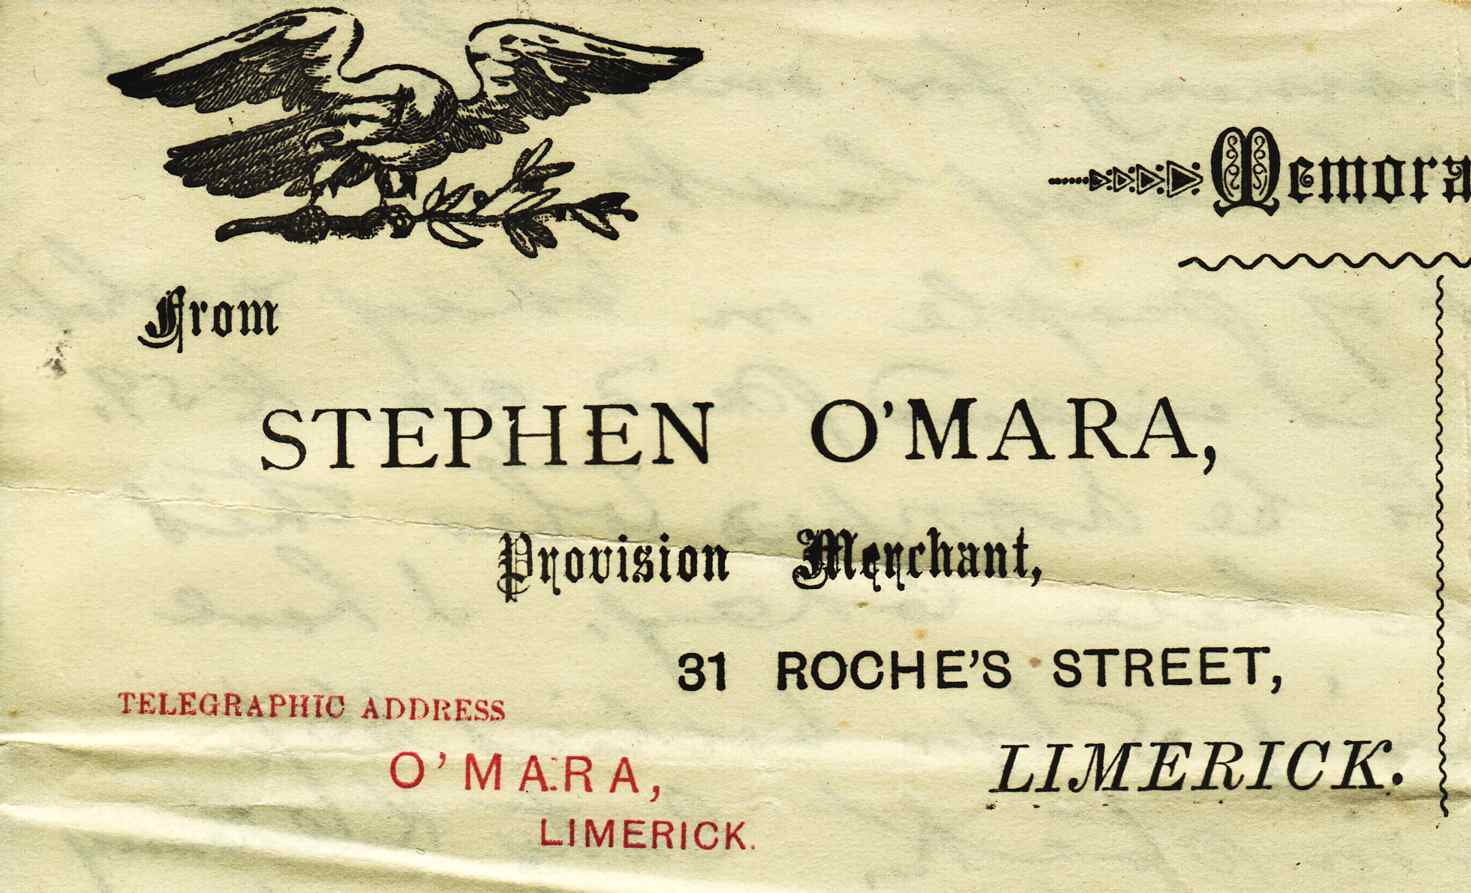 Memora
From
STEPHEN O'MARA,
Provision Merchant,
31 ROCHE'S STREET,
TELEGRAPHIC ADDRESS
O'MARA,
LIMERICK.
LIMERICK.